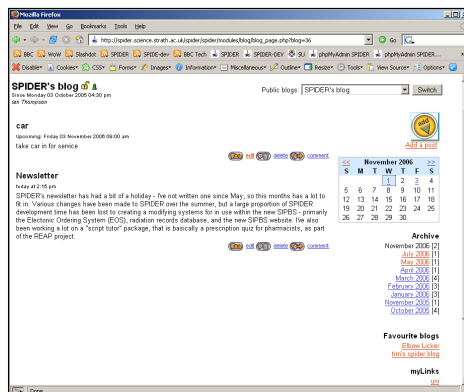 Mozilla Firefox
File Edit View Go Bookmarks Tools Help
http://spider.science.strath.ac.uk/spider/spider/modules/blog/blog_page.php?blog=36
Go
BBC WoW Slashdot SPIDER SPIDE-dev BBC Tech SPIDER SPIDER-DEV SU phpMyAdmin SPIDER phpMyAdmin SPIDER...
Disable* Cookies* CSS* Forms* Images* Information* Miscellaneous* Outline* Resize* Tools* View Source* Options*
SPIDER's blog
Since Monday 03 October 2005 04:30 pm
Ian Thompson
Public blogs: SPIDER's blog Switch
car
Upcoming: Friday 03 November 2006 09:00 am
take car in for service
edit delete comment
add
Add a post
Newsletter
today at 2:15 pm
SPIDER's newsletter has had a bit of a holiday - I've not written one since May, so this months has a lot to
fit in. Various changes have been made to SPIDER over the summer, but a large proportion of SPIDER
development time has been lost to creating a modifying systems for in use within the new SIPBS - primarily
the Electonic Ordering System (EOS), radiation records database, and the new SIPBS website. I've also
been working a lot on a "script tutor" package, that is basically a prescription quiz for pharmacists, as part
of the REAP project.
edit delete comment
<< November 2006 >>
S M T W T F S
1 2 3 4
5 6 7 8 9 10 11
12 13 14 15 16 17 18
19 20 21 22 23 24 25
26 27 28 29 30
Archive
November 2006 [2]
July 2006 [1]
May 2006 [1]
April 2006 [1]
March 2006 [4]
February 2006 [3]
January 2006 [3]
November 2005 [1]
October 2005 [4]
Favourite blogs
Elbow Licker
tim's spider blog
myLinks
uni
Done